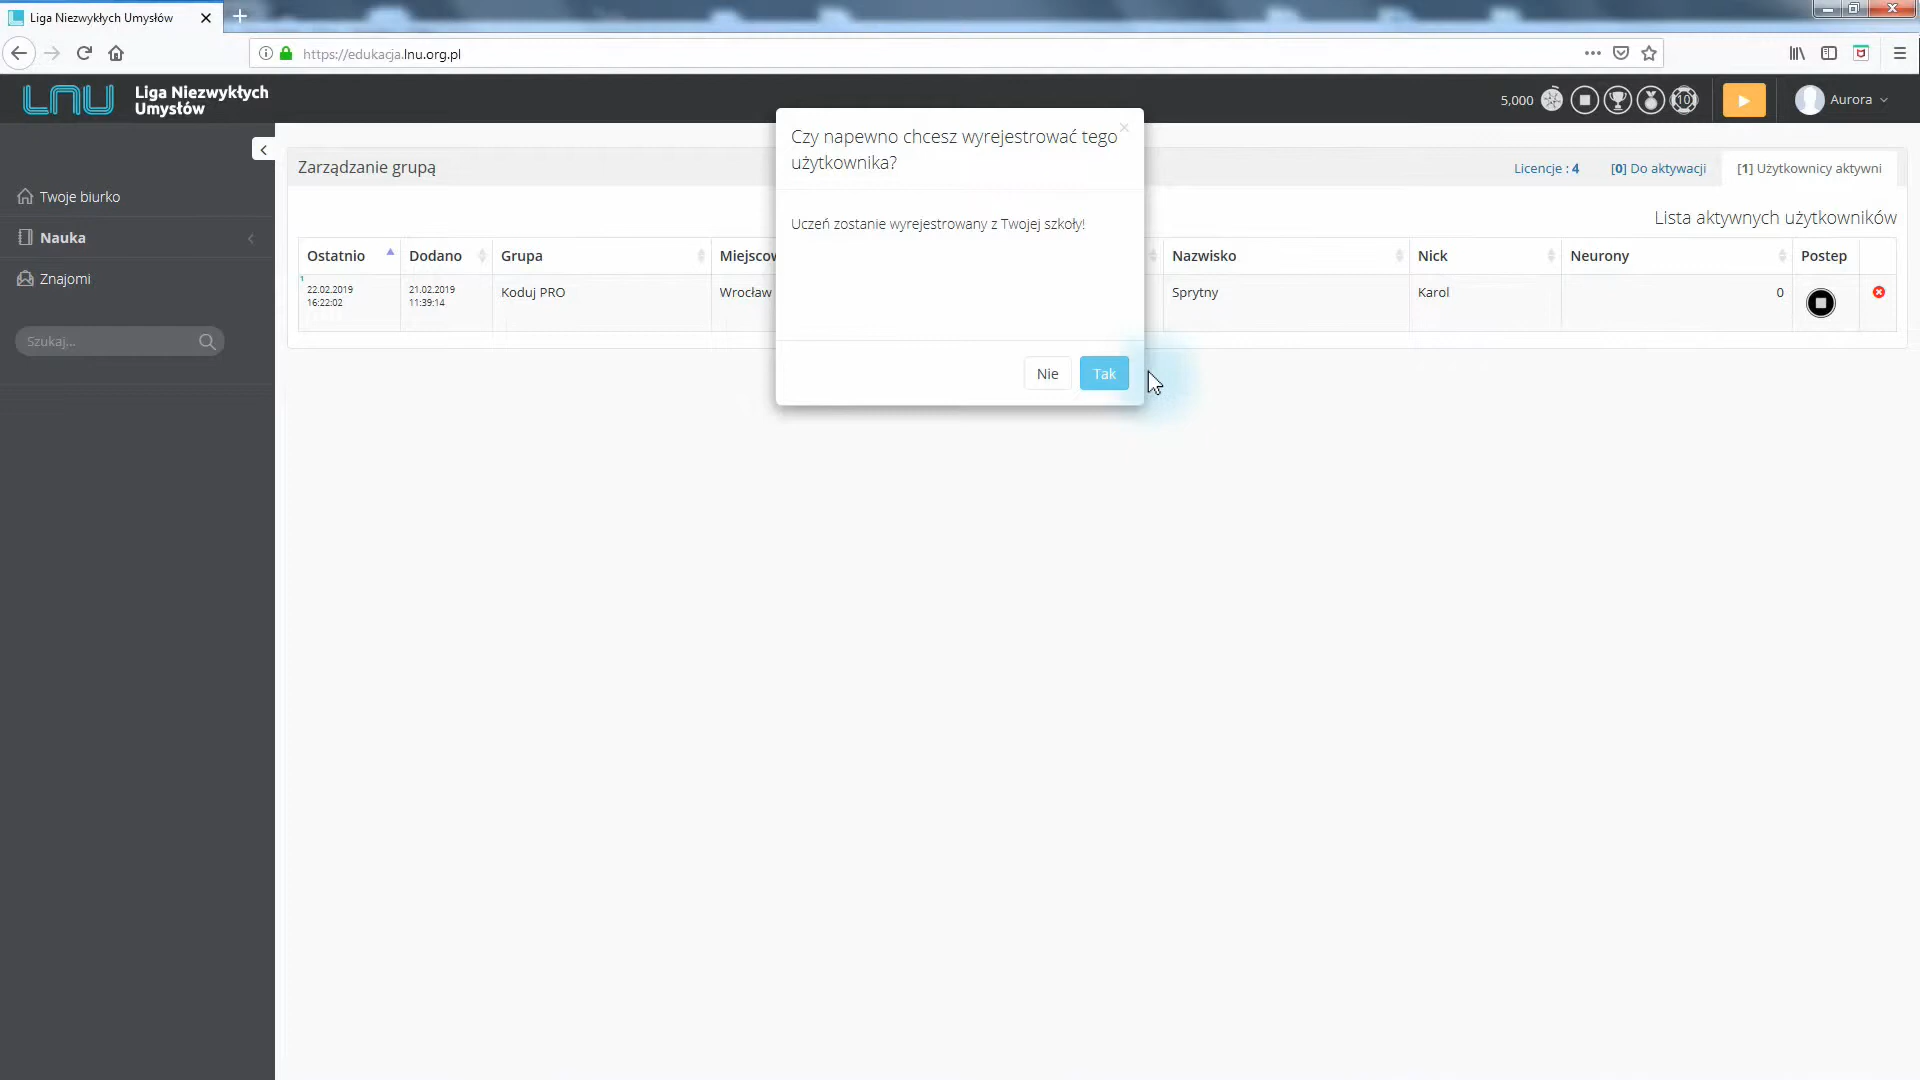 Liga Niezwykłych Umysłów
https://edukacja.lnu.org.pl
LNU
Liga Niezwykłych
Umysłów
5,000
10
Aurora
Twoje biurko
Nauka
Znajomi
Szukaj...
Zarządzanie grupą
Licencje : 4
[0] Do aktywacji
[1] Użytkownicy aktywni
Lista aktywnych użytkowników
Ostatnio Dodano Grupa Nazwisko Nick Neurony Postep
1
22.02.2019
16:22:02
21.02.2019
11:39:14
Koduj PRO
Wrocław
Sprytny
Karol
0
Czy napewno chcesz wyrejestrować tego
użytkownika?
Uczeń zostanie wyrejestrowany z Twojej szkoły!
Nie
Tak